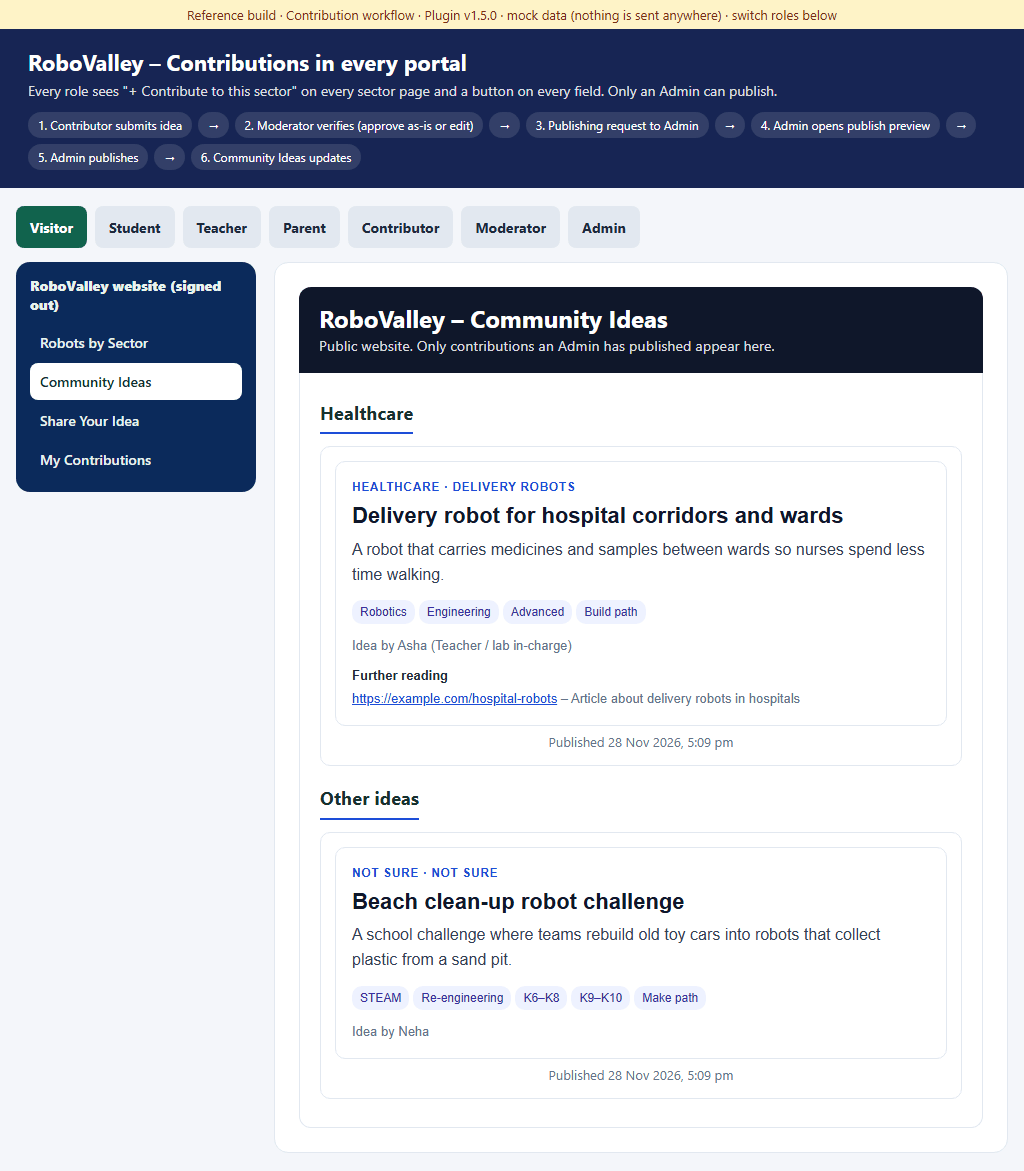 Reference build · Contribution workflow · Plugin v1.5.0 · mock data (nothing is sent anywhere) · switch roles below
RoboValley – Contributions in every portal
Every role sees "+ Contribute to this sector" on every sector page and a button on every field. Only an Admin can publish.
1. Contributor submits idea → 2. Moderator verifies (approve as-is or edit) → 3. Publishing request to Admin → 4. Admin opens publish preview →
5. Admin publishes → 6. Community Ideas updates
Visitor Student Teacher Parent Contributor Moderator Admin
RoboValley website (signed
out)
Robots by Sector
Community Ideas
Share Your Idea
My Contributions
RoboValley – Community Ideas
Public website. Only contributions an Admin has published appear here.
Healthcare
HEALTHCARE · DELIVERY ROBOTS
Delivery robot for hospital corridors and wards
A robot that carries medicines and samples between wards so nurses spend less
time walking.
Robotics Engineering Advanced Build path
Idea by Asha (Teacher / lab in-charge)
Further reading
https://example.com/hospital-robots – Article about delivery robots in hospitals
Published 28 Nov 2026, 5:09 pm
Other ideas
NOT SURE · NOT SURE
Beach clean-up robot challenge
A school challenge where teams rebuild old toy cars into robots that collect
plastic from a sand pit.
STEAM Re-engineering K6–K8 K9–K10 Make path
Idea by Neha
Published 28 Nov 2026, 5:09 pm